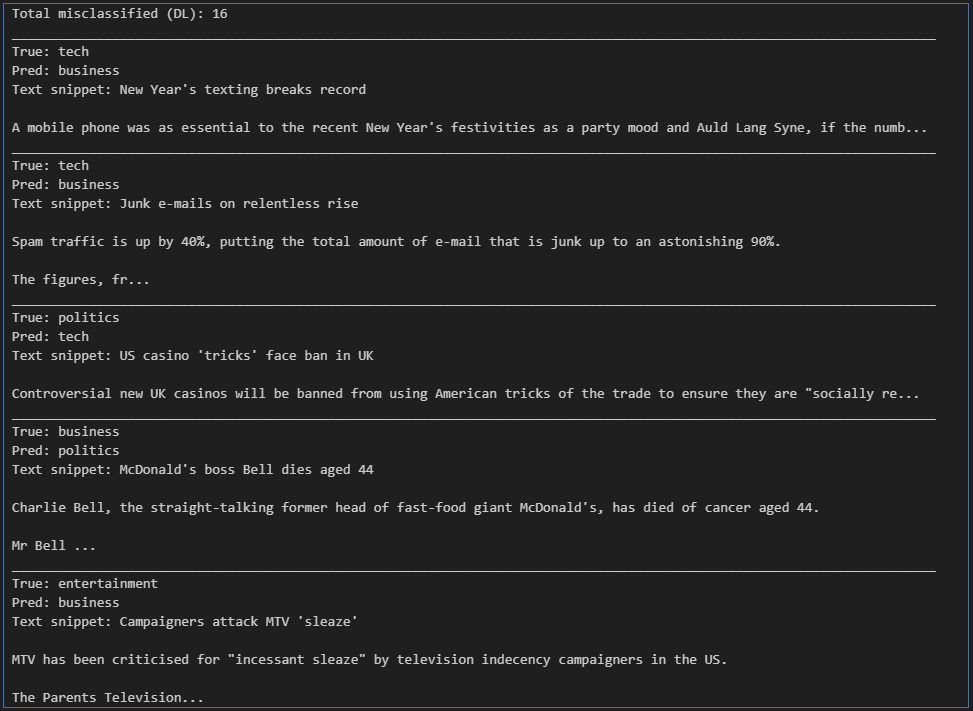 Total misclassified (DL): 16
True: tech
Pred: business
Text snippet: New Year's texting breaks record
A mobile phone was as essential to the recent New Year's festivities as a party mood and Auld Lang Syne, if the numb...
True: tech
Pred: business
Text snippet: Junk e-mails on relentless rise
Spam traffic is up by 40%, putting the total amount of e-mail that is junk up to an astonishing 90%.
The figures, fr...
True: politics
Pred: tech
Text snippet: US casino 'tricks' face ban in UK
Controversial new UK casinos will be banned from using American tricks of the trade to ensure they are "socially re...
True: business
Pred: politics
Text snippet: McDonald's boss Bell dies aged 44
Charlie Bell, the straight-talking former head of fast-food giant McDonald's, has died of cancer aged 44.
Mr Bell ...
True: entertainment
Pred: business
Text snippet: Campaigners attack MTV 'sleaze'
MTV has been criticised for "incessant sleaze" by television indecency campaigners in the US.
The Parents Television...